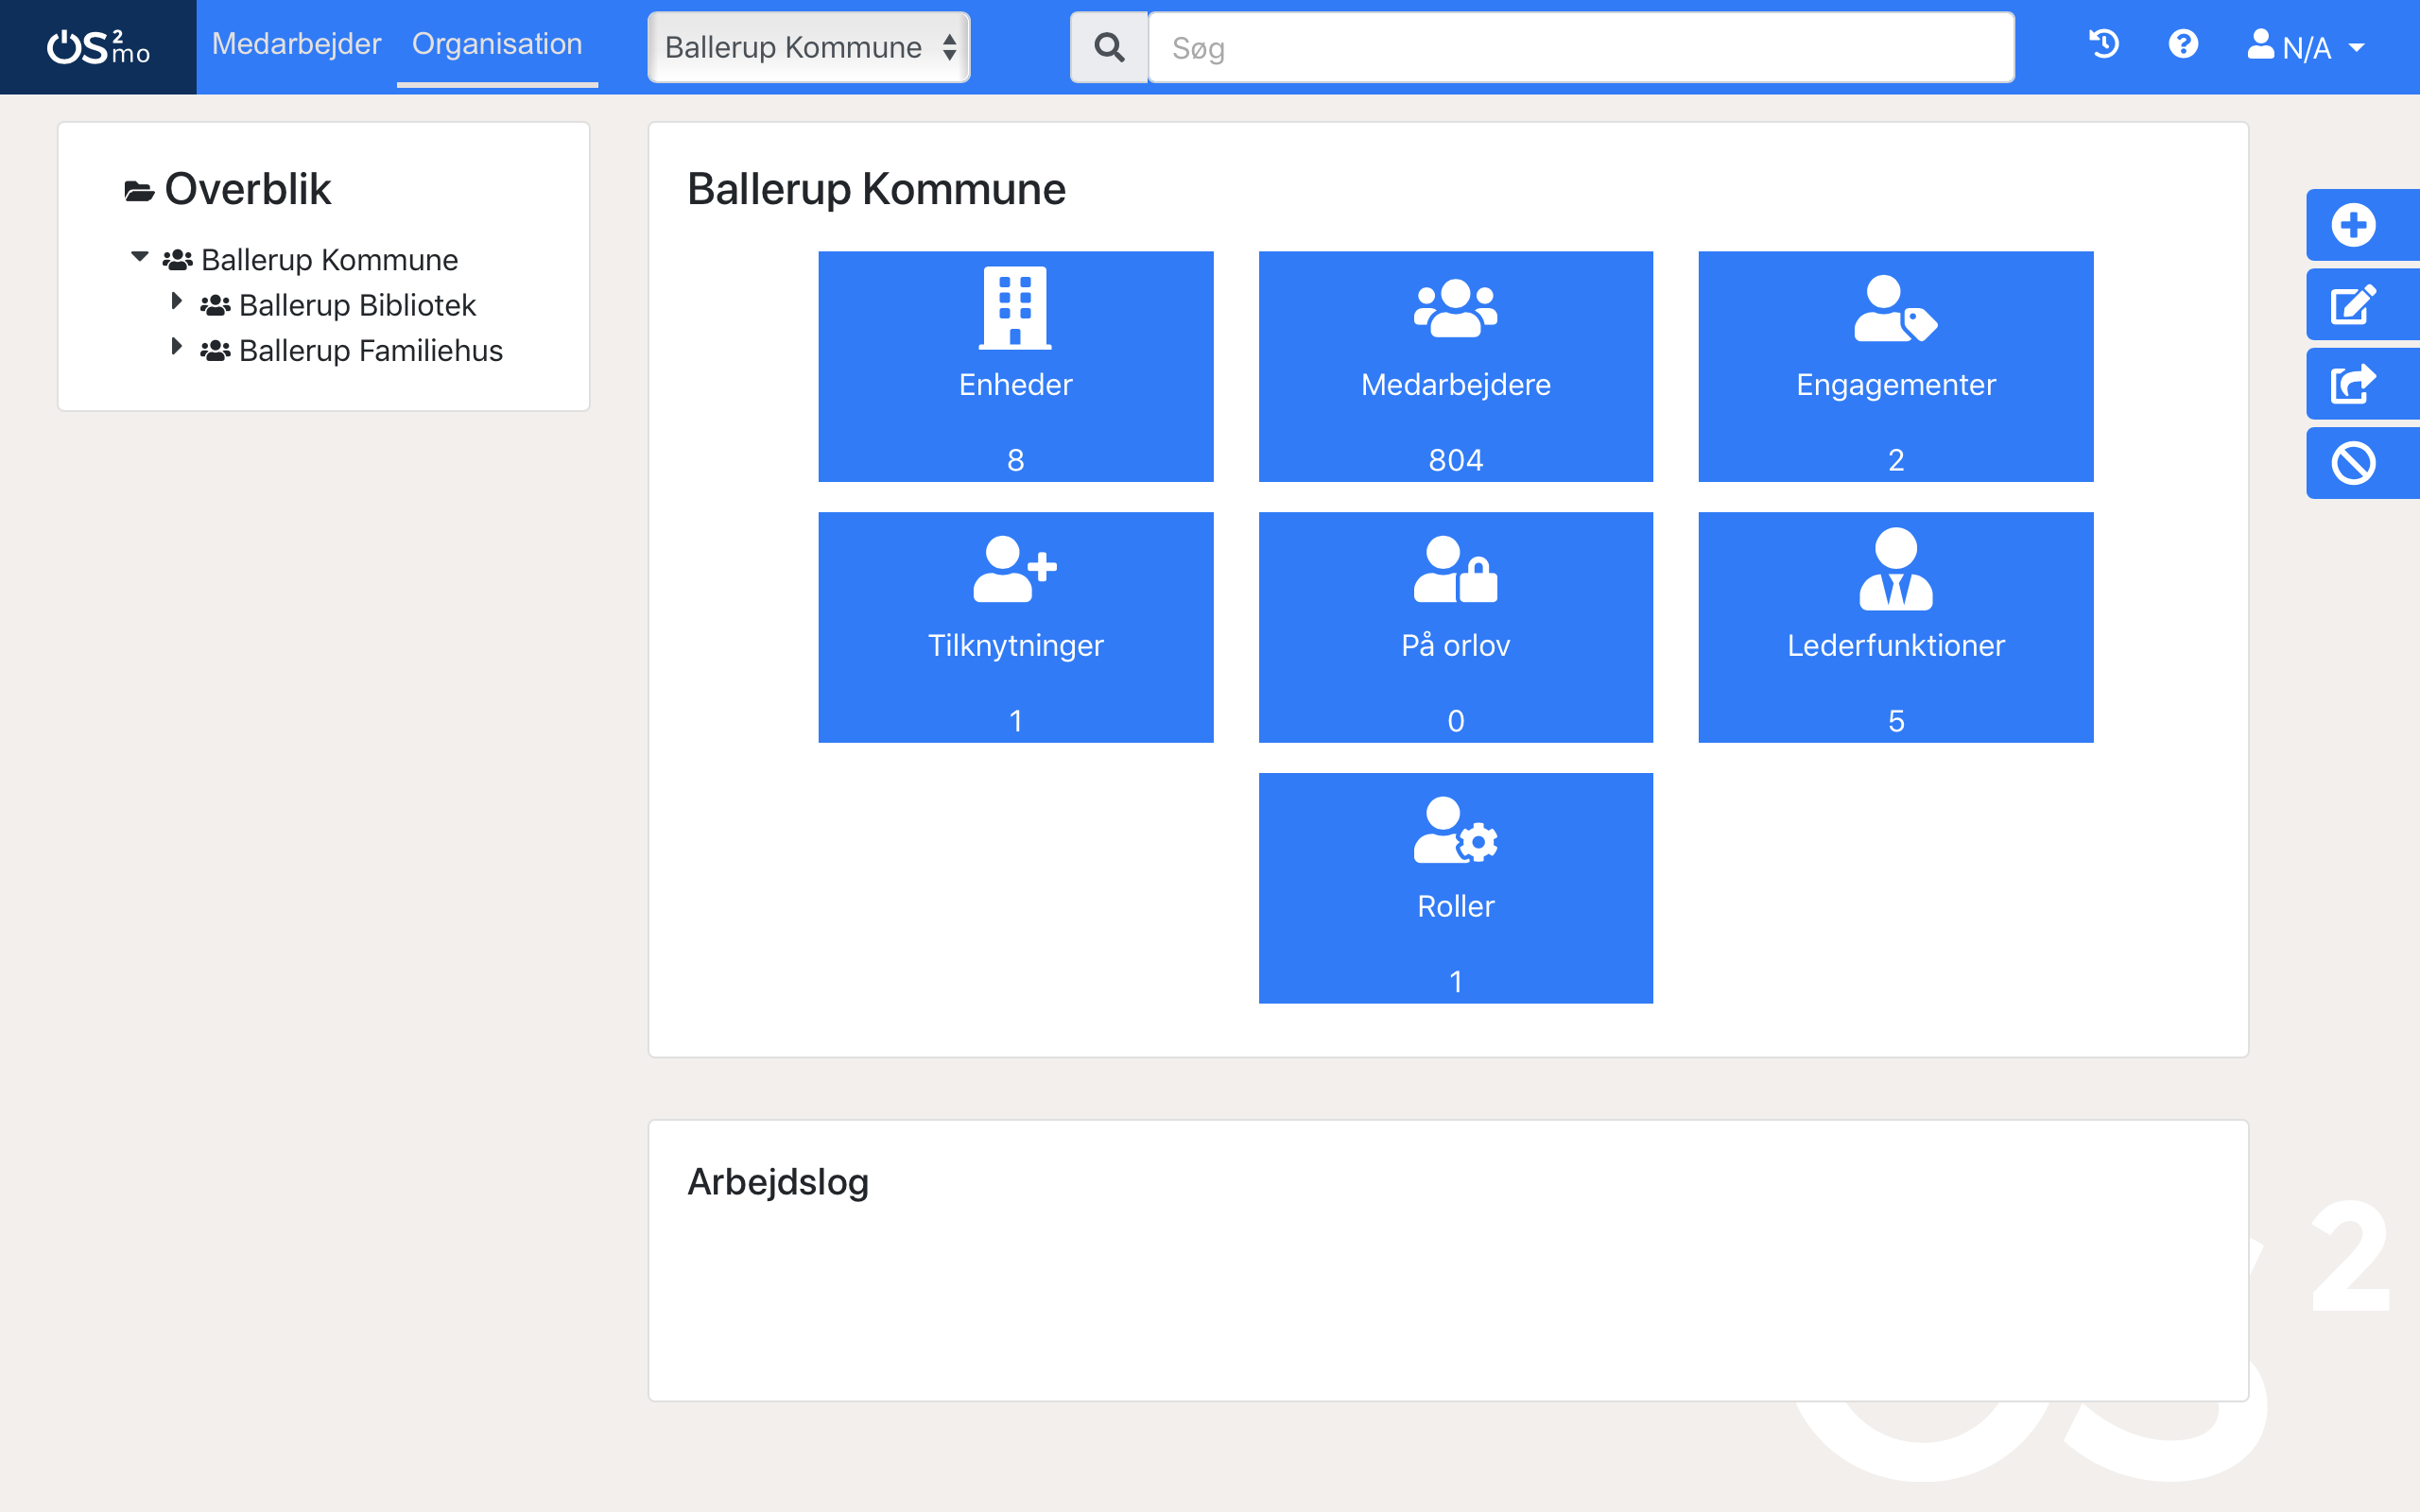 OS2mo
Medarbejder
Organisation
Ballerup Kommune
Søg
N/A
Overblik
Ballerup Kommune
Ballerup Bibliotek
Ballerup Familiehus
Ballerup Kommune
Enheder
8
Medarbejdere
804
Engagementer
2
Tilknytninger
1
På orlov
0
Lederfunktioner
5
Roller
1
Arbejdslog
OS2